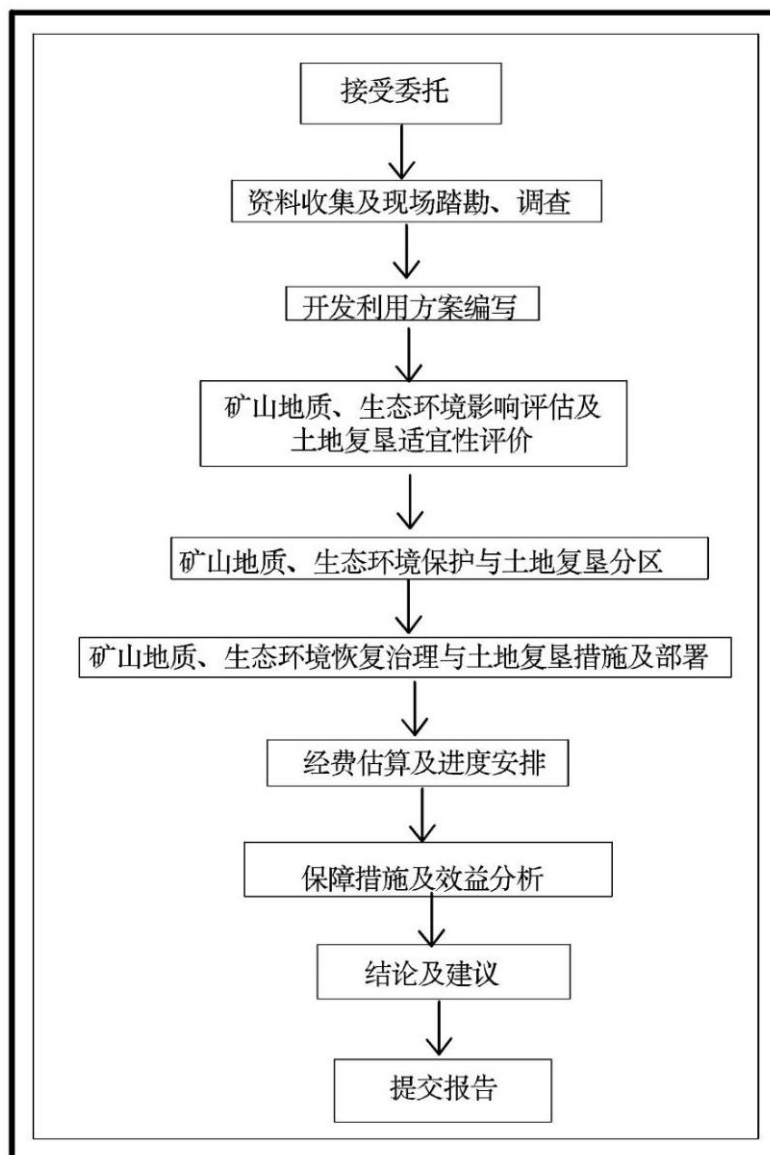 接受委托
资料收集及现场踏勘、调查
开发利用方案编写
矿山地质、生态环境影响评估及
土地复垦适宜性评价
矿山地质、生态环境保护与土地复垦分区
矿山地质、生态环境恢复治理与土地复垦措施及部署
经费估算及进度安排
保障措施及效益分析
结论及建议
提交报告